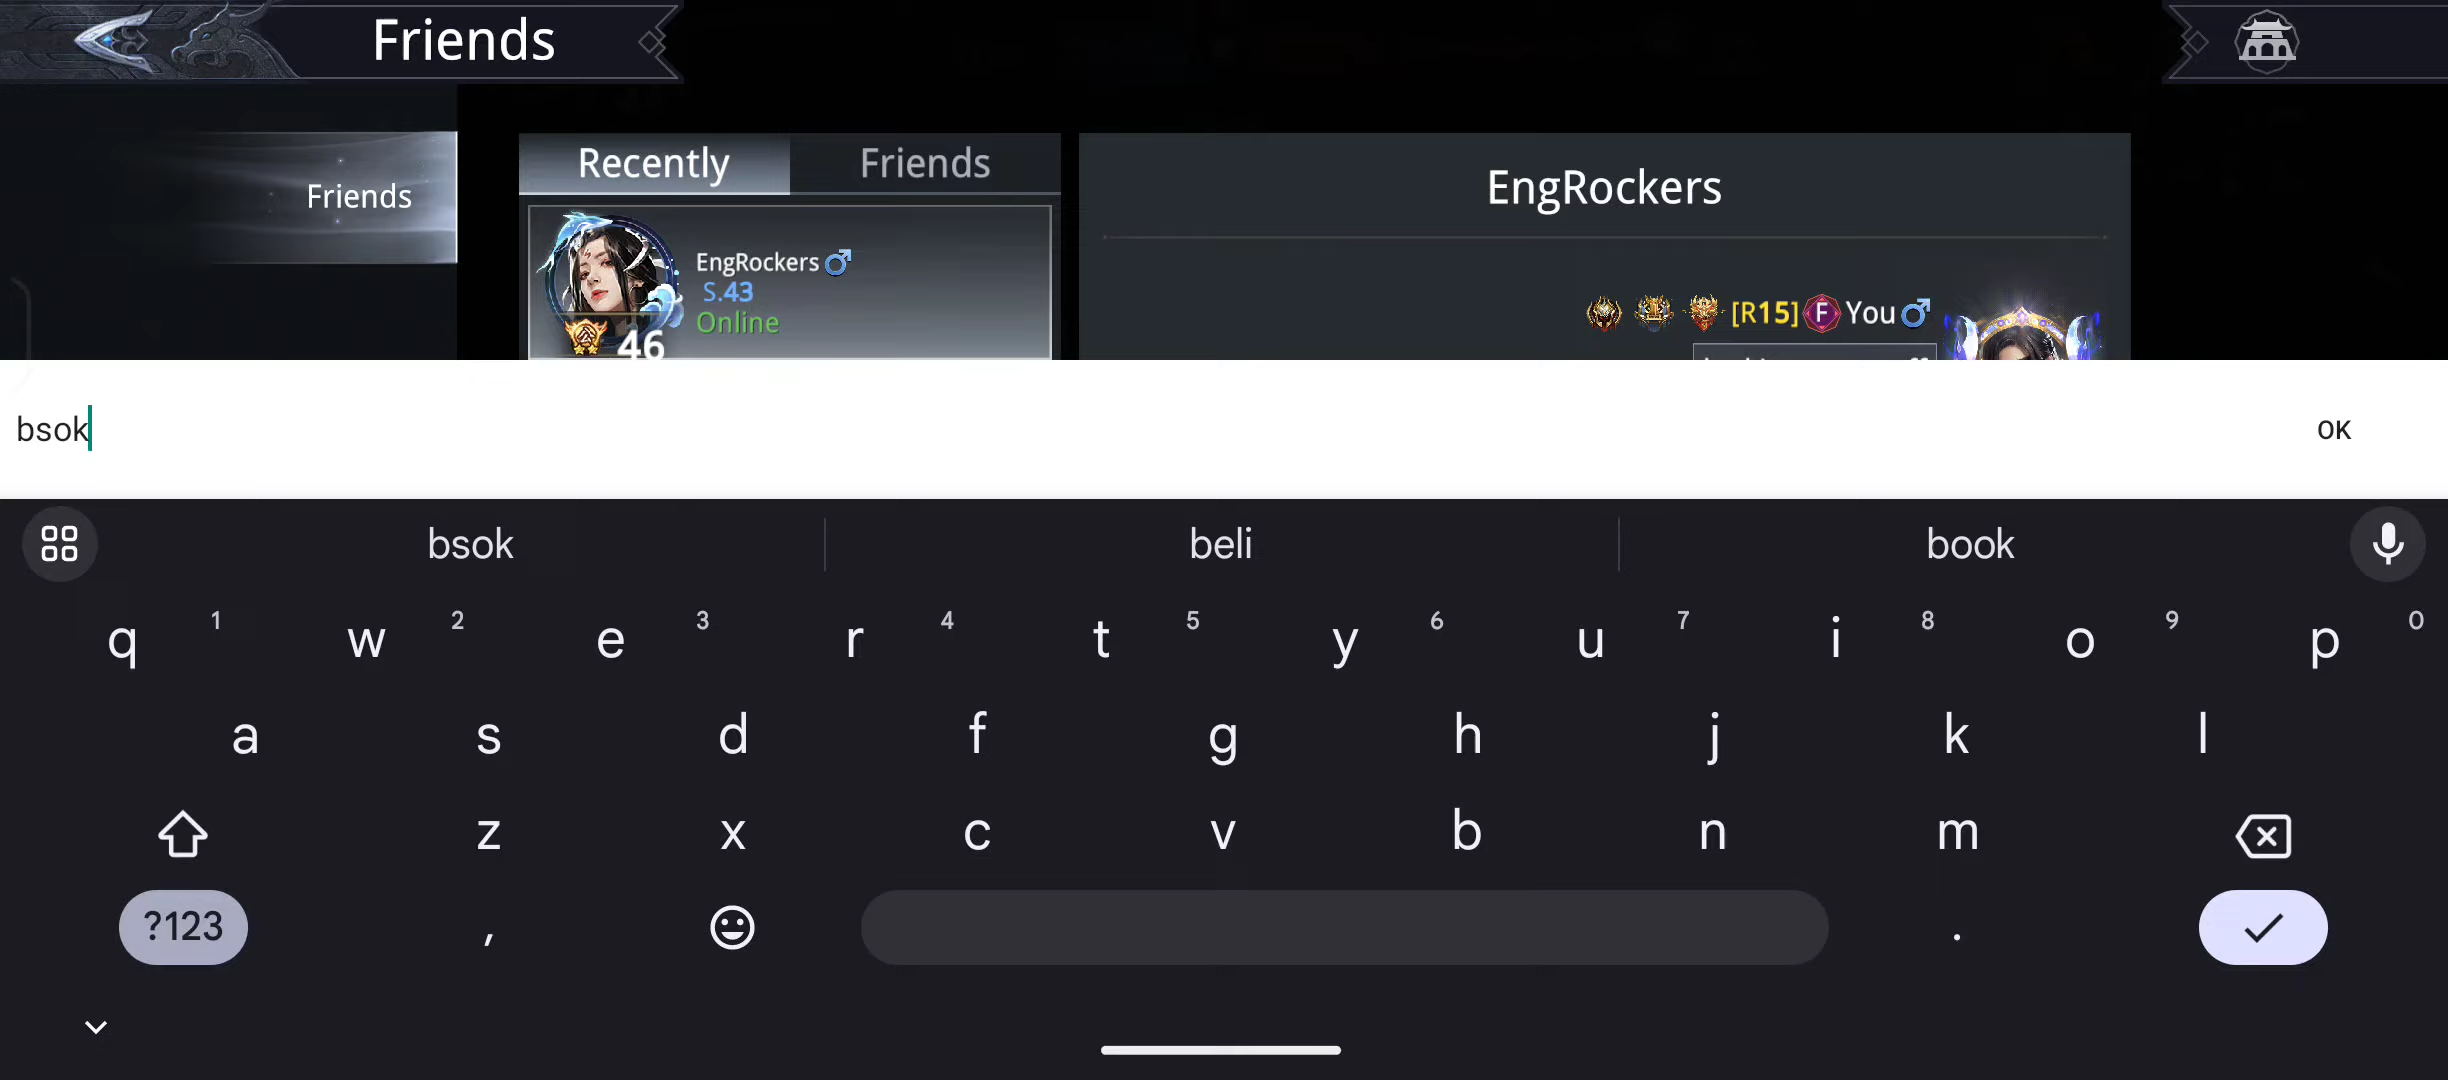 Friends
Friends
Recently
Friends
EngRockers
S.43
Online
46
EngRockers
[R15] F You
bsok
OK
bsok
beli
book
q 1 w 2 e 3 r 4 t 5 y 6 u 7 i 8 o 9 p 0
a s d f g h j k l
z x c v b n m
?123 , .